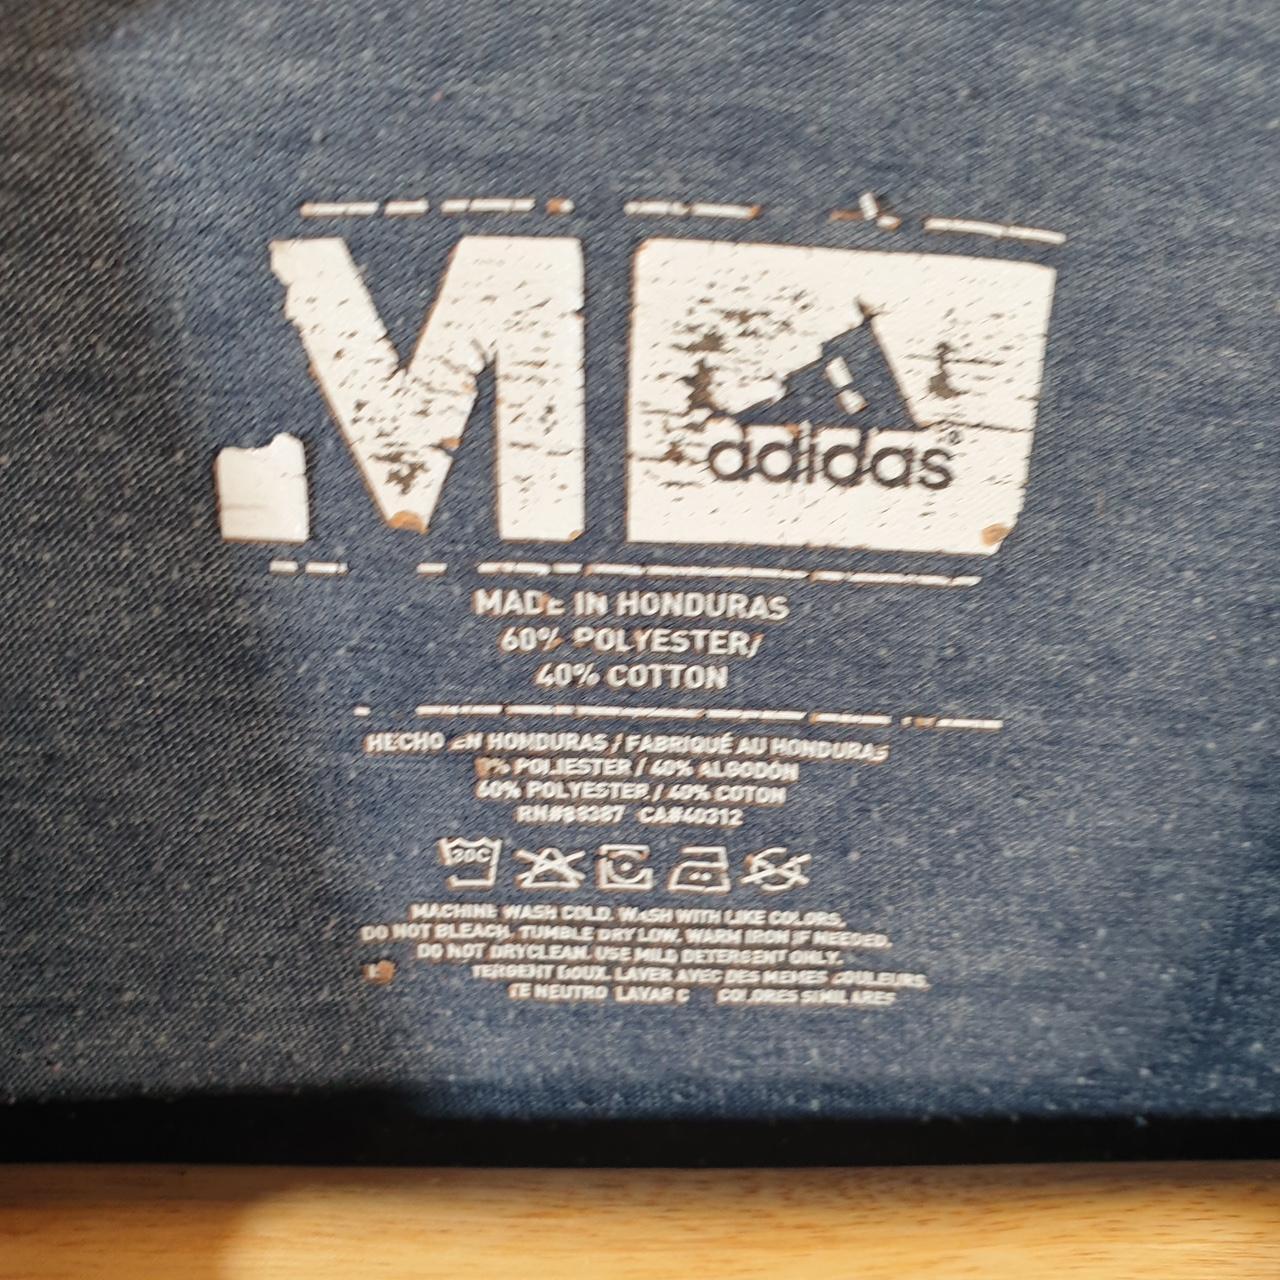 M
adidas®
MADE IN HONDURAS
60% POLYESTER/
40% COTTON
HECHO EN HONDURAS / FABRIQUÉ AU HONDURAS
% POLIESTER / 40% ALGODÓN
60% POLYESTER / 40% COTON
RN#88387 CA#40312
30C
MACHINE WASH COLD. WASH WITH LIKE COLORS.
DO NOT BLEACH. TUMBLE DRY LOW. WARM IRON IF NEEDED.
DO NOT DRYCLEAN. USE MILD DETERGENT ONLY.
TERGENT DOUX. LAVER AVEC DES MEMES COULEURS.
TE NEUTRO LAVAR C COLORES SIMILARES